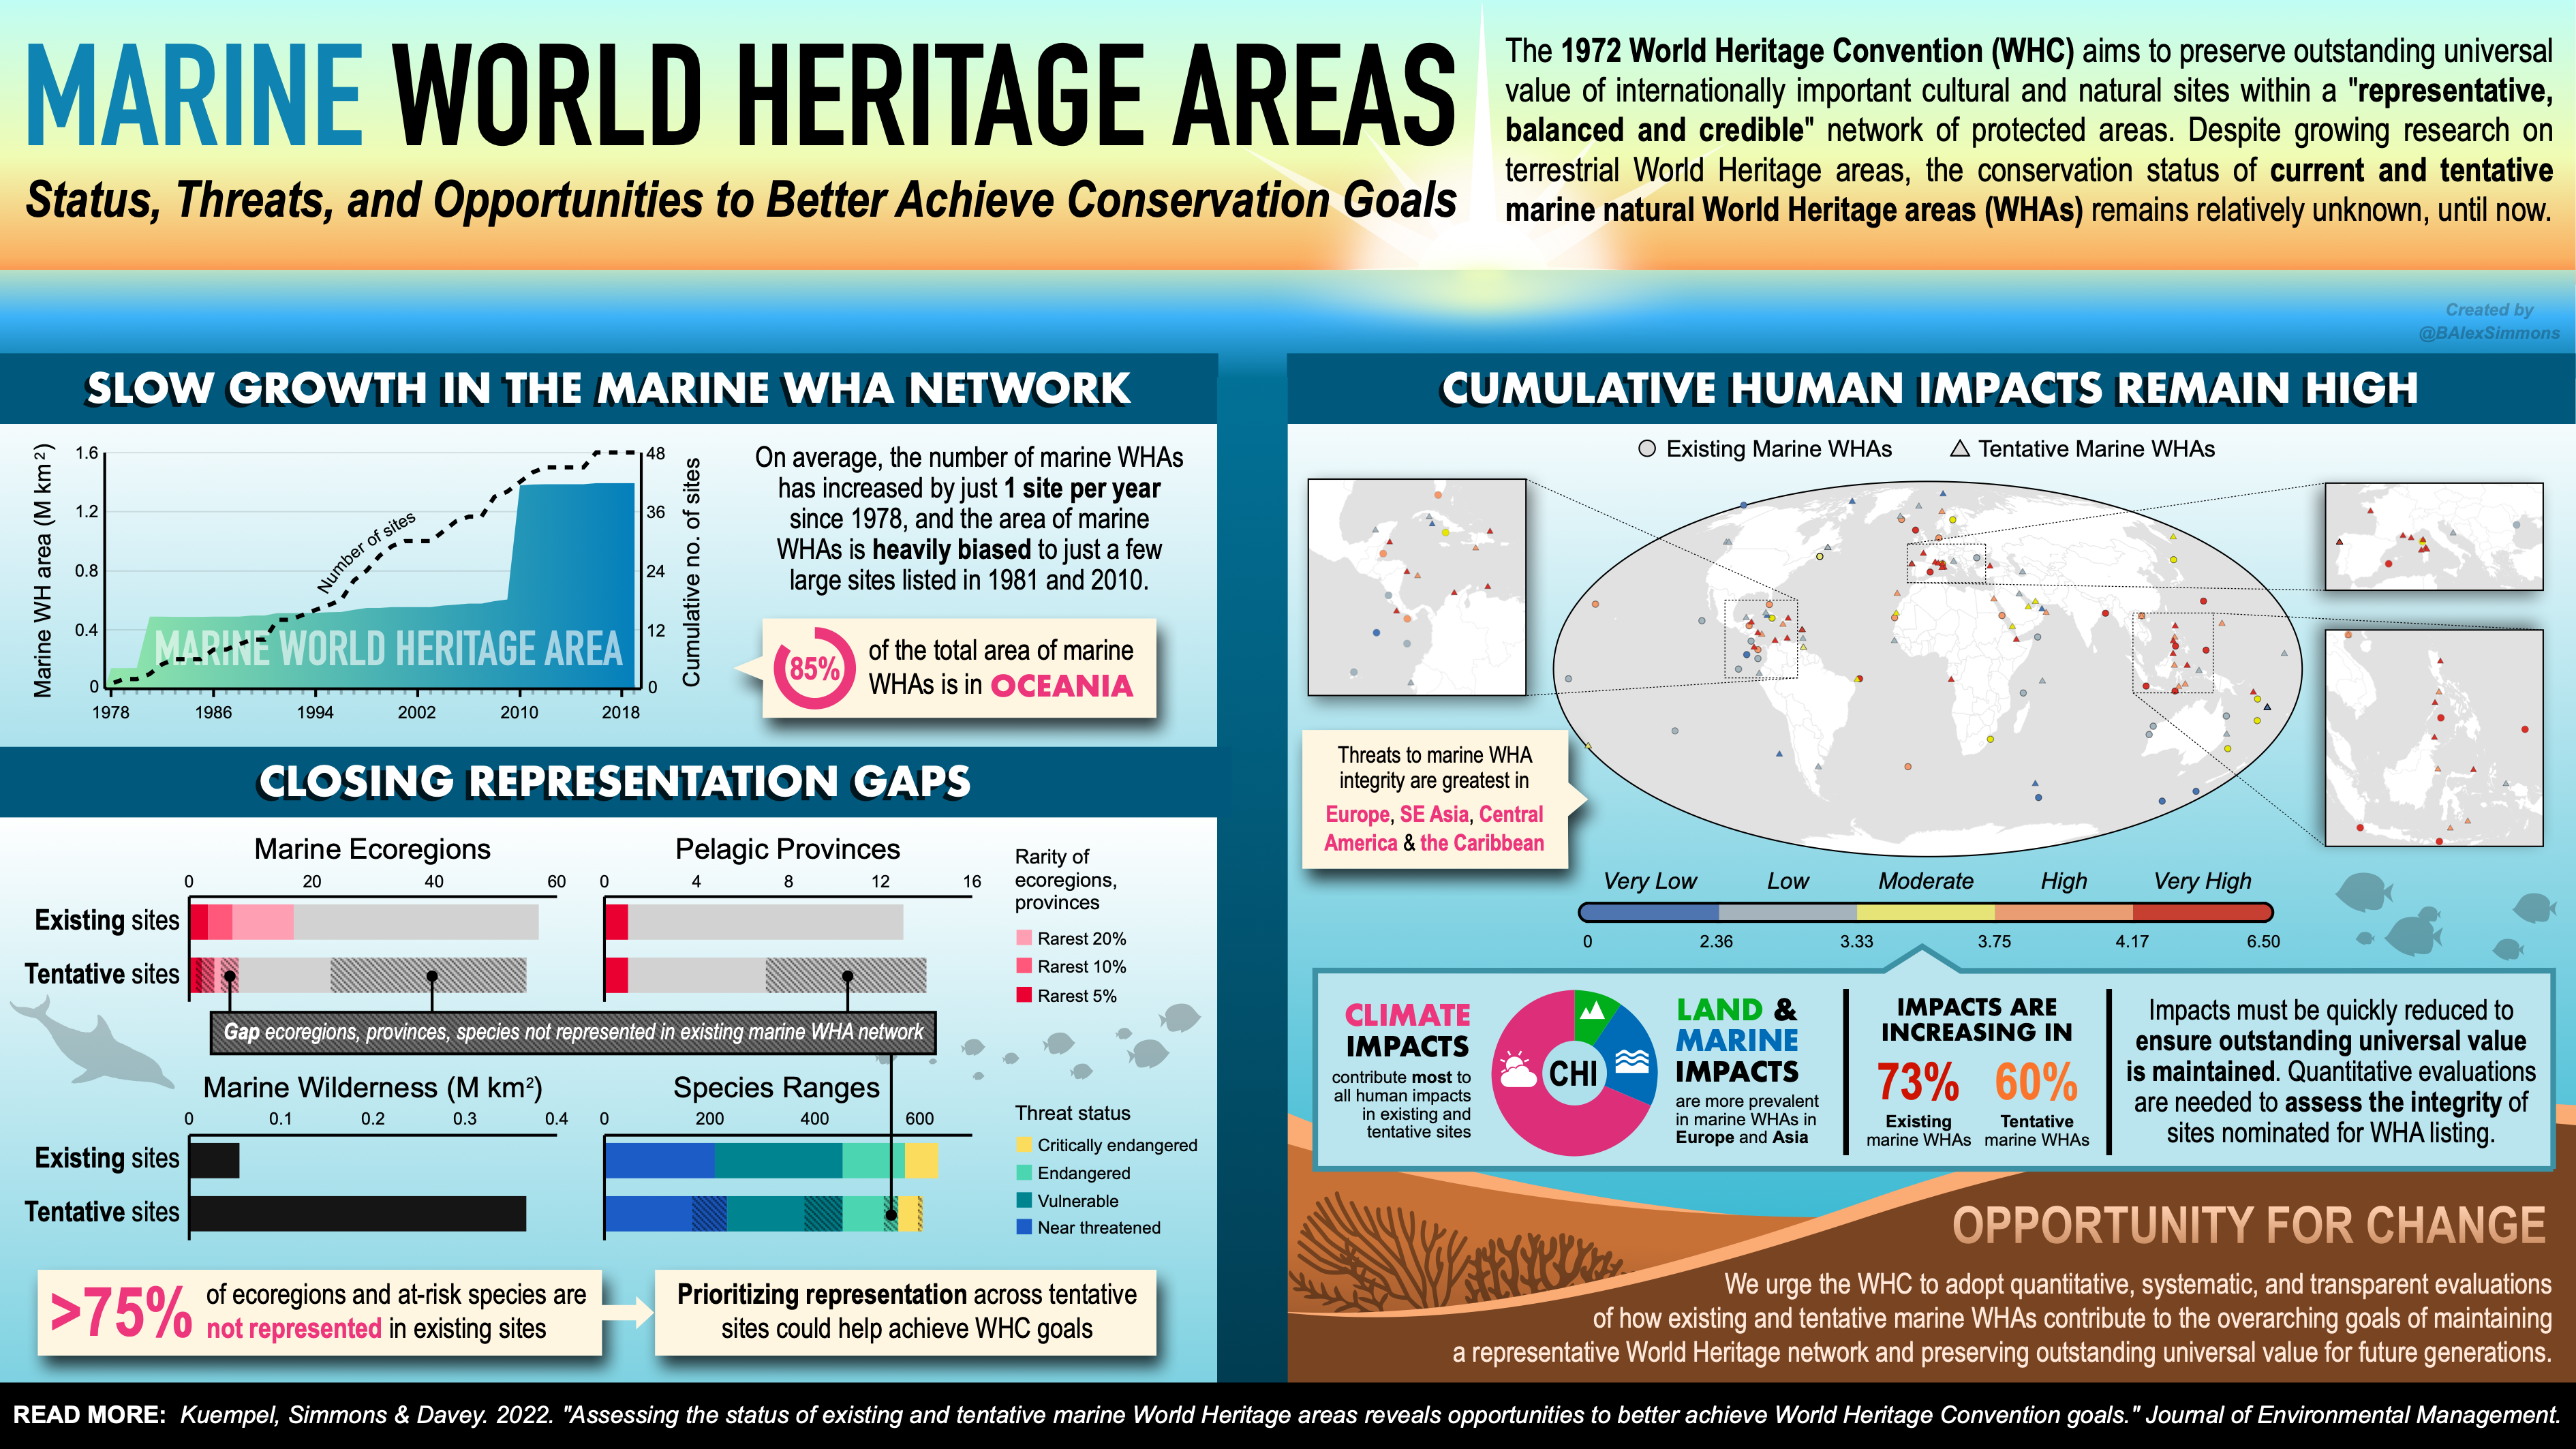 MARINE WORLD HERITAGE AREAS
Status, Threats, and Opportunities to Better Achieve Conservation Goals
The 1972 World Heritage Convention (WHC) aims to preserve outstanding universal
value of internationally important cultural and natural sites within a "representative,
balanced and credible" network of protected areas. Despite growing research on
terrestrial World Heritage areas, the conservation status of current and tentative
marine natural World Heritage areas (WHAs) remains relatively unknown, until now.
Created by
@BAlexSimmons
SLOW GROWTH IN THE MARINE WHA NETWORK
Marine WH area (M km²)
1.6
1.2
0.8
0.4
0
Number of sites
MARINE WORLD HERITAGE AREA
48
36
24
12
0
Cumulative no. of sites
1978
1986
1994
2002
2010
2018
On average, the number of marine WHAs
has increased by just 1 site per year
since 1978, and the area of marine
WHAs is heavily biased to just a few
large sites listed in 1981 and 2010.
85%
of the total area of marine
WHAs is in OCEANIA
CLOSING REPRESENTATION GAPS
Marine Ecoregions
0 20 40 60
Pelagic Provinces
0 4 8 12 16
Existing sites
Tentative sites
Rarity of
ecoregions,
provinces
Rarest 20%
Rarest 10%
Rarest 5%
Gap ecoregions, provinces, species not represented in existing marine WHA network
Marine Wilderness (M km²)
0 0.1 0.2 0.3 0.4
Species Ranges
0 200 400 600
Existing sites
Tentative sites
Threat status
Critically endangered
Endangered
Vulnerable
Near threatened
>75%
of ecoregions and at-risk species are
not represented in existing sites
Prioritizing representation across tentative
sites could help achieve WHC goals
CUMULATIVE HUMAN IMPACTS REMAIN HIGH
Existing Marine WHAs
Tentative Marine WHAs
Threats to marine WHA
integrity are greatest in
Europe, SE Asia, Central
America & the Caribbean
Very Low Low Moderate High Very High
0 2.36 3.33 3.75 4.17 6.50
CLIMATE
IMPACTS
contribute most to
all human impacts
in existing and
tentative sites
CHI
LAND &
MARINE
IMPACTS
are more prevalent
in marine WHAs in
Europe and Asia
IMPACTS ARE
INCREASING IN
73%
Existing
marine WHAs
60%
Tentative
marine WHAs
Impacts must be quickly reduced to
ensure outstanding universal value
is maintained. Quantitative evaluations
are needed to assess the integrity of
sites nominated for WHA listing.
OPPORTUNITY FOR CHANGE
We urge the WHC to adopt quantitative, systematic, and transparent evaluations
of how existing and tentative marine WHAs contribute to the overarching goals of maintaining
a representative World Heritage network and preserving outstanding universal value for future generations.
READ MORE: Kuempel, Simmons & Davey. 2022. "Assessing the status of existing and tentative marine World Heritage areas reveals opportunities to better achieve World Heritage Convention goals." Journal of Environmental Management.